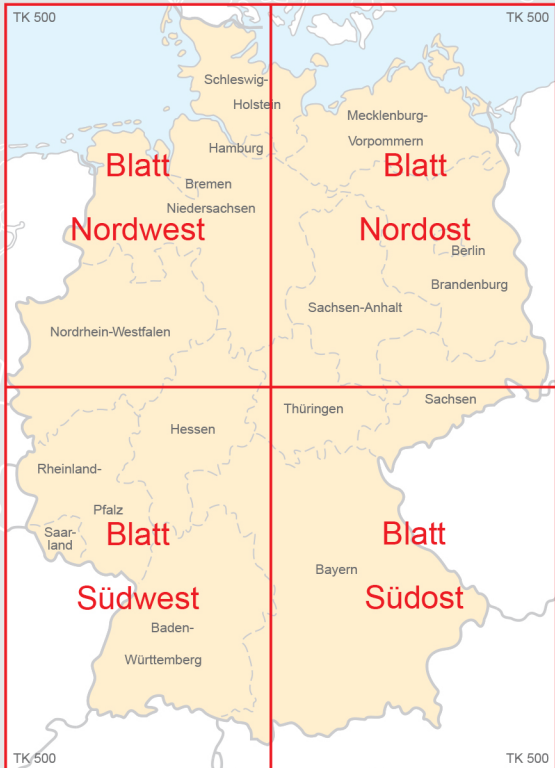 TK 500
TK 500
Schleswig-
Holstein
Mecklenburg-
Vorpommern
Hamburg
Blatt
Blatt
Bremen
Niedersachsen
Nordwest
Nordost
Berlin
Brandenburg
Sachsen-Anhalt
Nordrhein-Westfalen
Sachsen
Thüringen
Hessen
Rheinland-
Pfalz
Saar-
land
Blatt
Blatt
Bayern
Südwest
Südost
Baden-
Württemberg
TK 500
TK 500